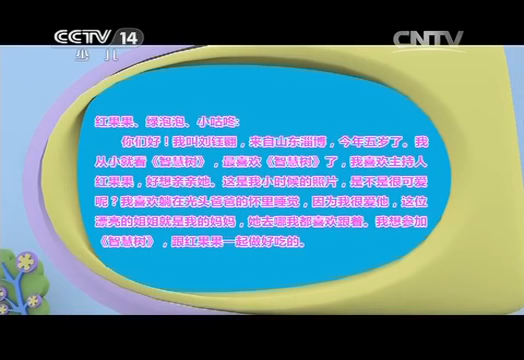 CCTV 14
少儿
CNTV
红果果、绿泡泡、小咕咚:
你们好！我叫刘钰翩，来自山东淄博，今年五岁了。我
从小就看《智慧树》，最喜欢《智慧树》了，我喜欢主持人
红果果，好想亲亲她。这是我小时候的照片，是不是很可爱
呢？我喜欢躺在光头爸爸的怀里睡觉，因为我很爱他，这位
漂亮的姐姐就是我的妈妈，她去哪我都喜欢跟着。我想参加
《智慧树》，跟红果果一起做好吃的。